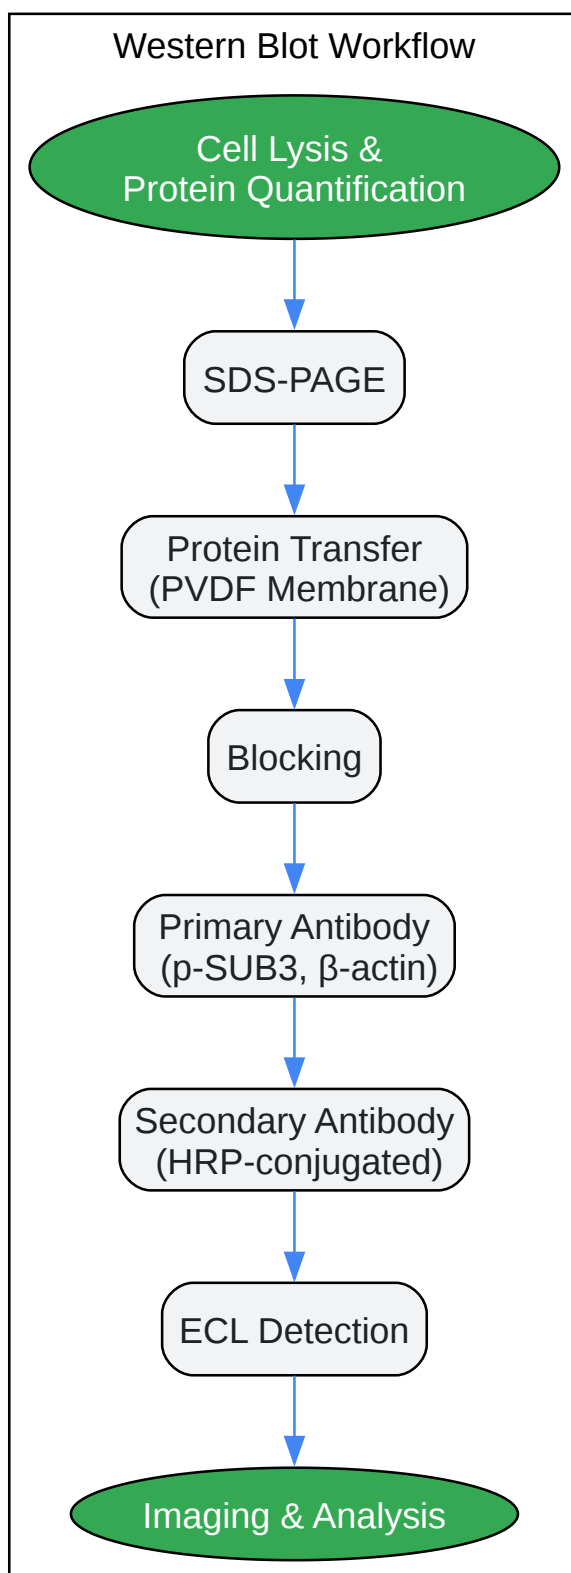 Western Blot Workflow
Cell Lysis &
Protein Quantification
SDS-PAGE
Protein Transfer
(PVDF Membrane)
Blocking
Primary Antibody
(p-SUB3, β-actin)
Secondary Antibody
(HRP-conjugated)
ECL Detection
Imaging & Analysis